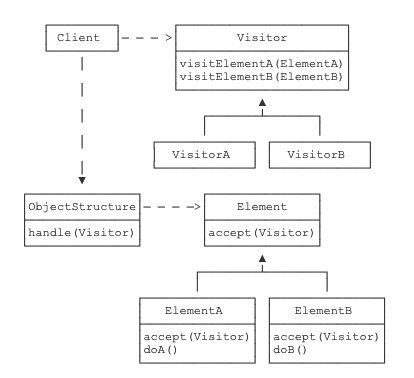 Client
Visitor
visitElementA(ElementA)
visitElementB(ElementB)
VisitorA
VisitorB
ObjectStructure
handle(Visitor)
Element
accept(Visitor)
ElementA
accept(Visitor)
doA()
ElementB
accept(Visitor)
doB()